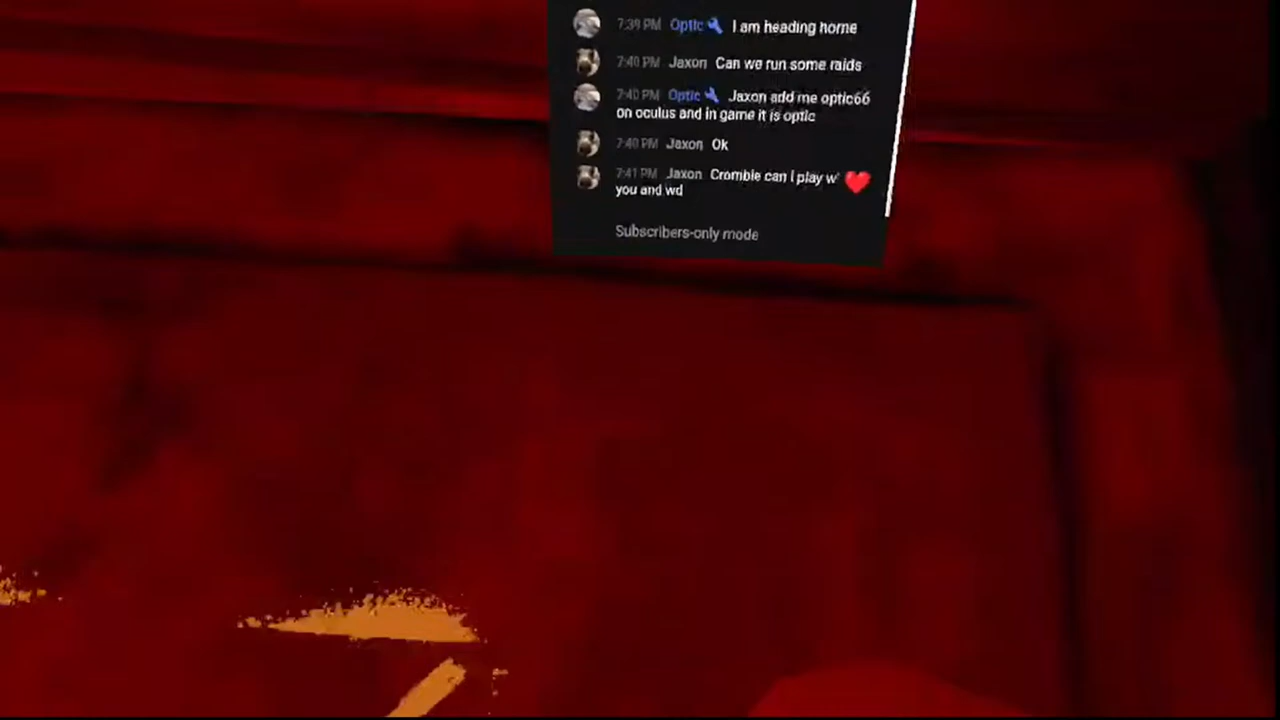 7:39 PM Optic I am heading home
7:40 PM Jaxon Can we run some raids
7:40 PM Optic Jaxon add me optic66
on oculus and in game it is optic
7:40 PM Jaxon Ok
7:41 PM Jaxon Crombie can I play w
you and wd
Subscribers-only mode